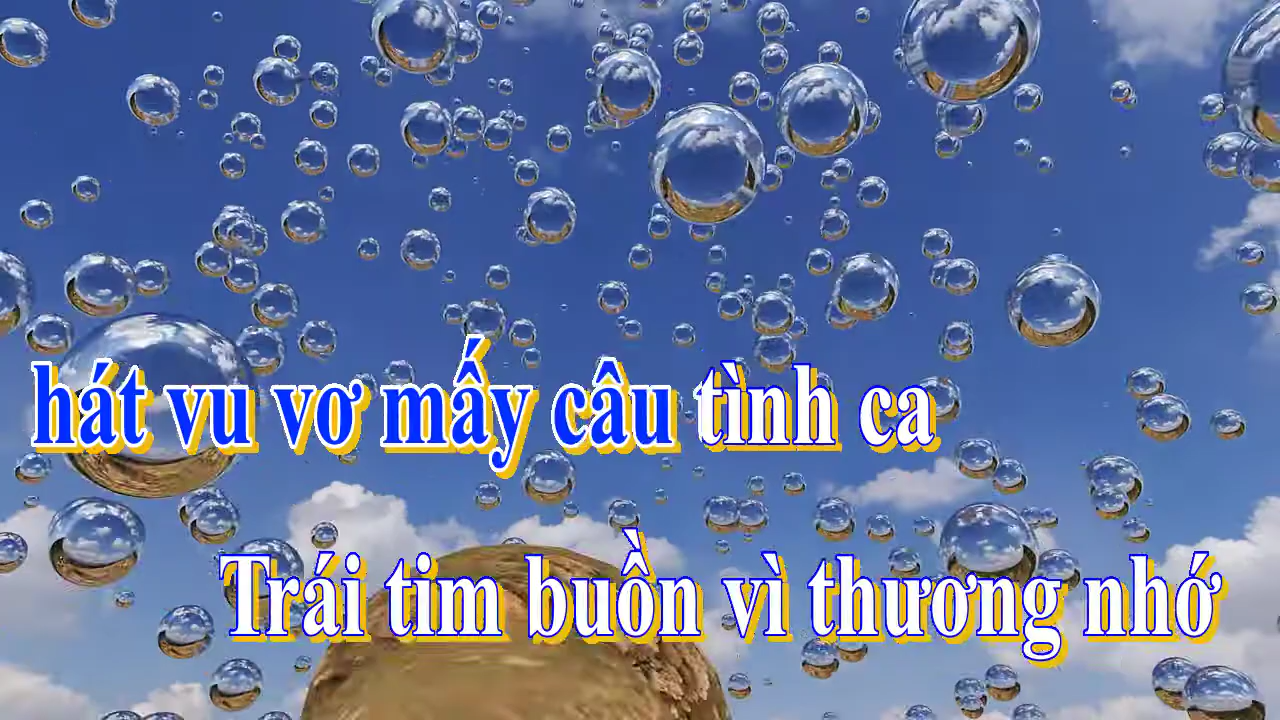 hát vu vơ mấy câu tình ca
Trái tim buồn vì thương nhớ